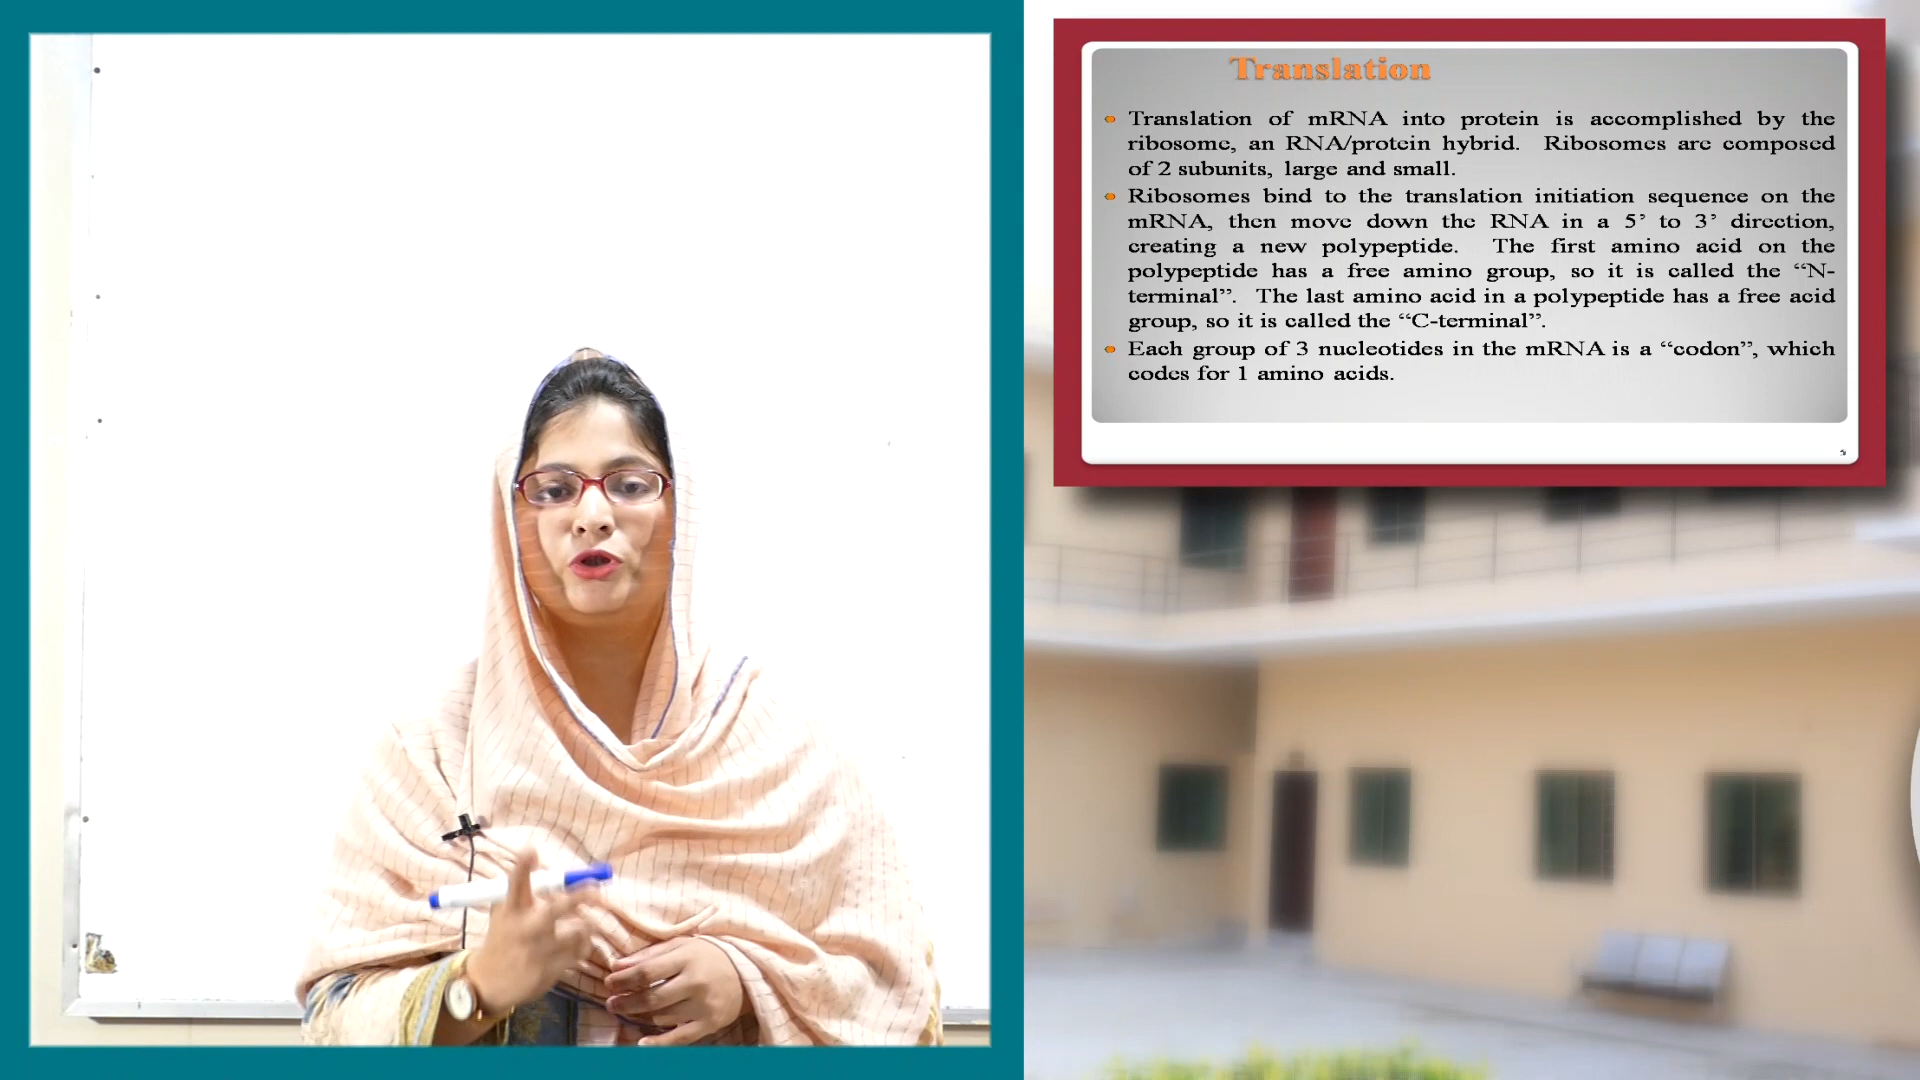 Translation
Translation of mRNA into protein is accomplished by the
ribosome, an RNA/protein hybrid. Ribosomes are composed
of 2 subunits, large and small.
Ribosomes bind to the translation initiation sequence on the
mRNA, then move down the RNA in a 5’ to 3’ direction,
creating a new polypeptide. The first amino acid on the
polypeptide has a free amino group, so it is called the “N-
terminal”. The last amino acid in a polypeptide has a free acid
group, so it is called the “C-terminal”.
Each group of 3 nucleotides in the mRNA is a “codon”, which
codes for 1 amino acids.